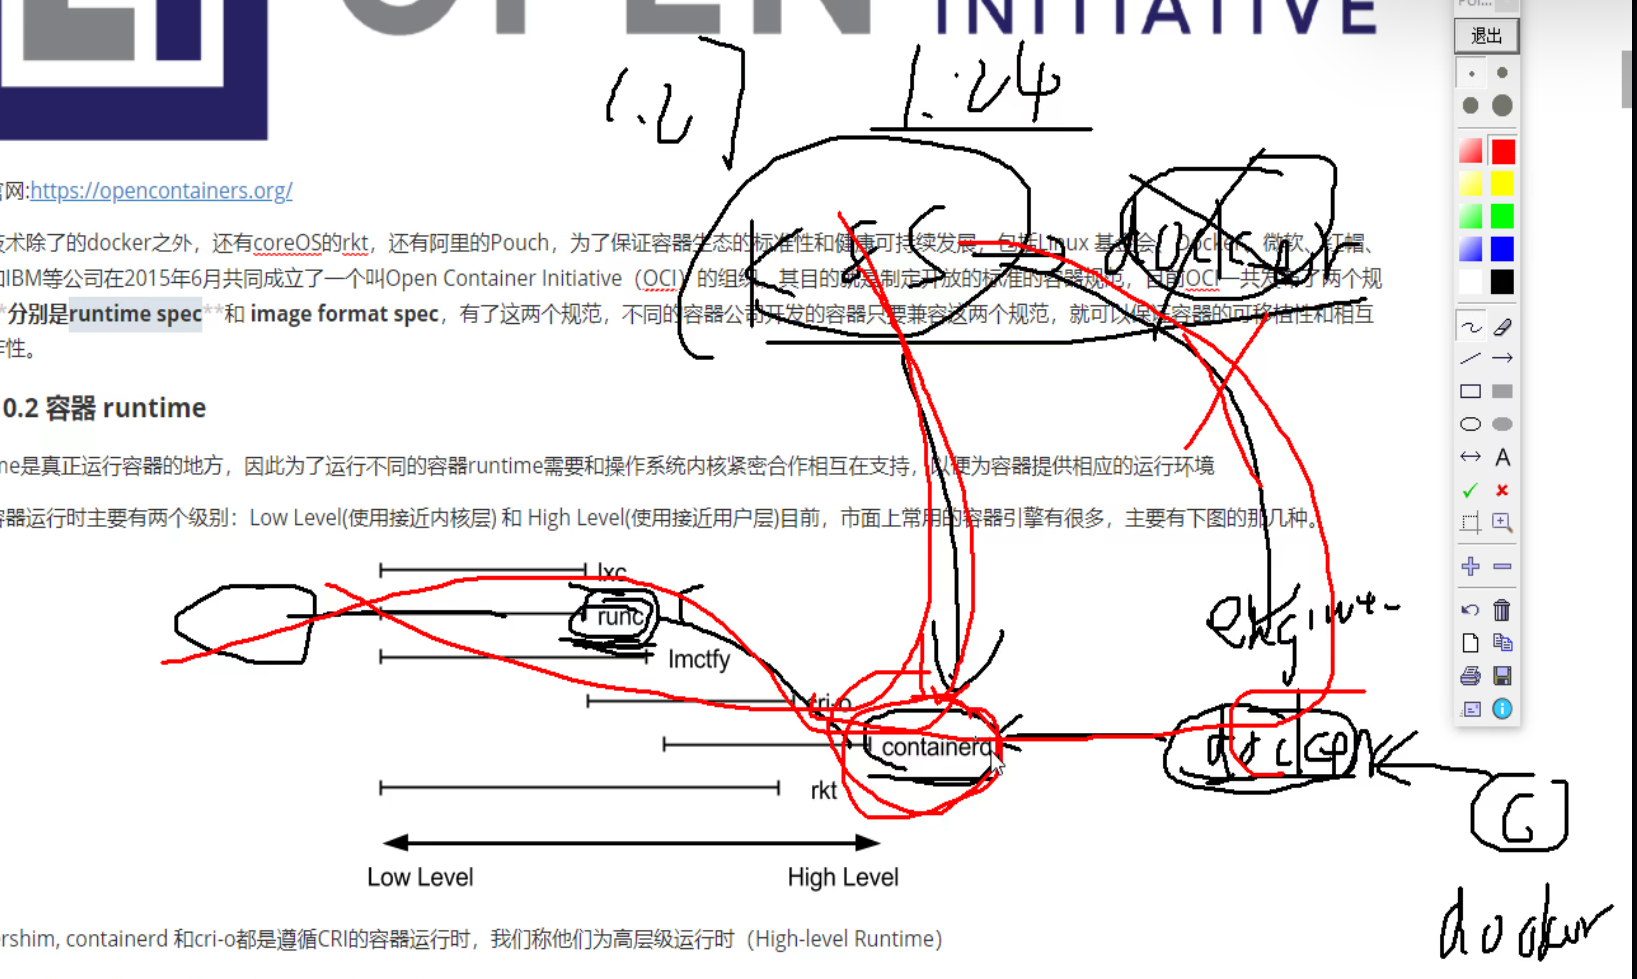 OPEN
INITIATIVE
1.24
官网:https://opencontainers.org/
k8s
docker
技术除了的docker之外，还有coreOS的rkt，还有阿里的Pouch，为了保证容器生态的标准性和健康可持续发展，包括Linux 基金会、Docker、微软、红帽、
和IBM等公司在2015年6月共同成立了一个叫Open Container Initiative（OCI）的组织，其目的就是制定开放的标准的容器规范，目前OCI一共发布了两个规
*分别是runtime spec**和 image format spec，有了这两个规范，不同的容器公司开发的容器只要兼容这两个规范，就可以保证容器的可移植性和相互
作性。
0.2 容器 runtime
me是真正运行容器的地方，因此为了运行不同的容器runtime需要和操作系统内核紧密合作相互在支持，以便为容器提供相应的运行环境
容器运行时主要有两个级别：Low Level(使用接近内核层) 和 High Level(使用接近用户层)目前，市面上常用的容器引擎有很多，主要有下图的那几种。
lxc
runc
lmctfy
cri-o
containerd
rkt
Low Level
High Level
docker
ershim, containerd 和cri-o都是遵循CRI的容器运行时，我们称他们为高层级运行时（High-level Runtime）
退出
A